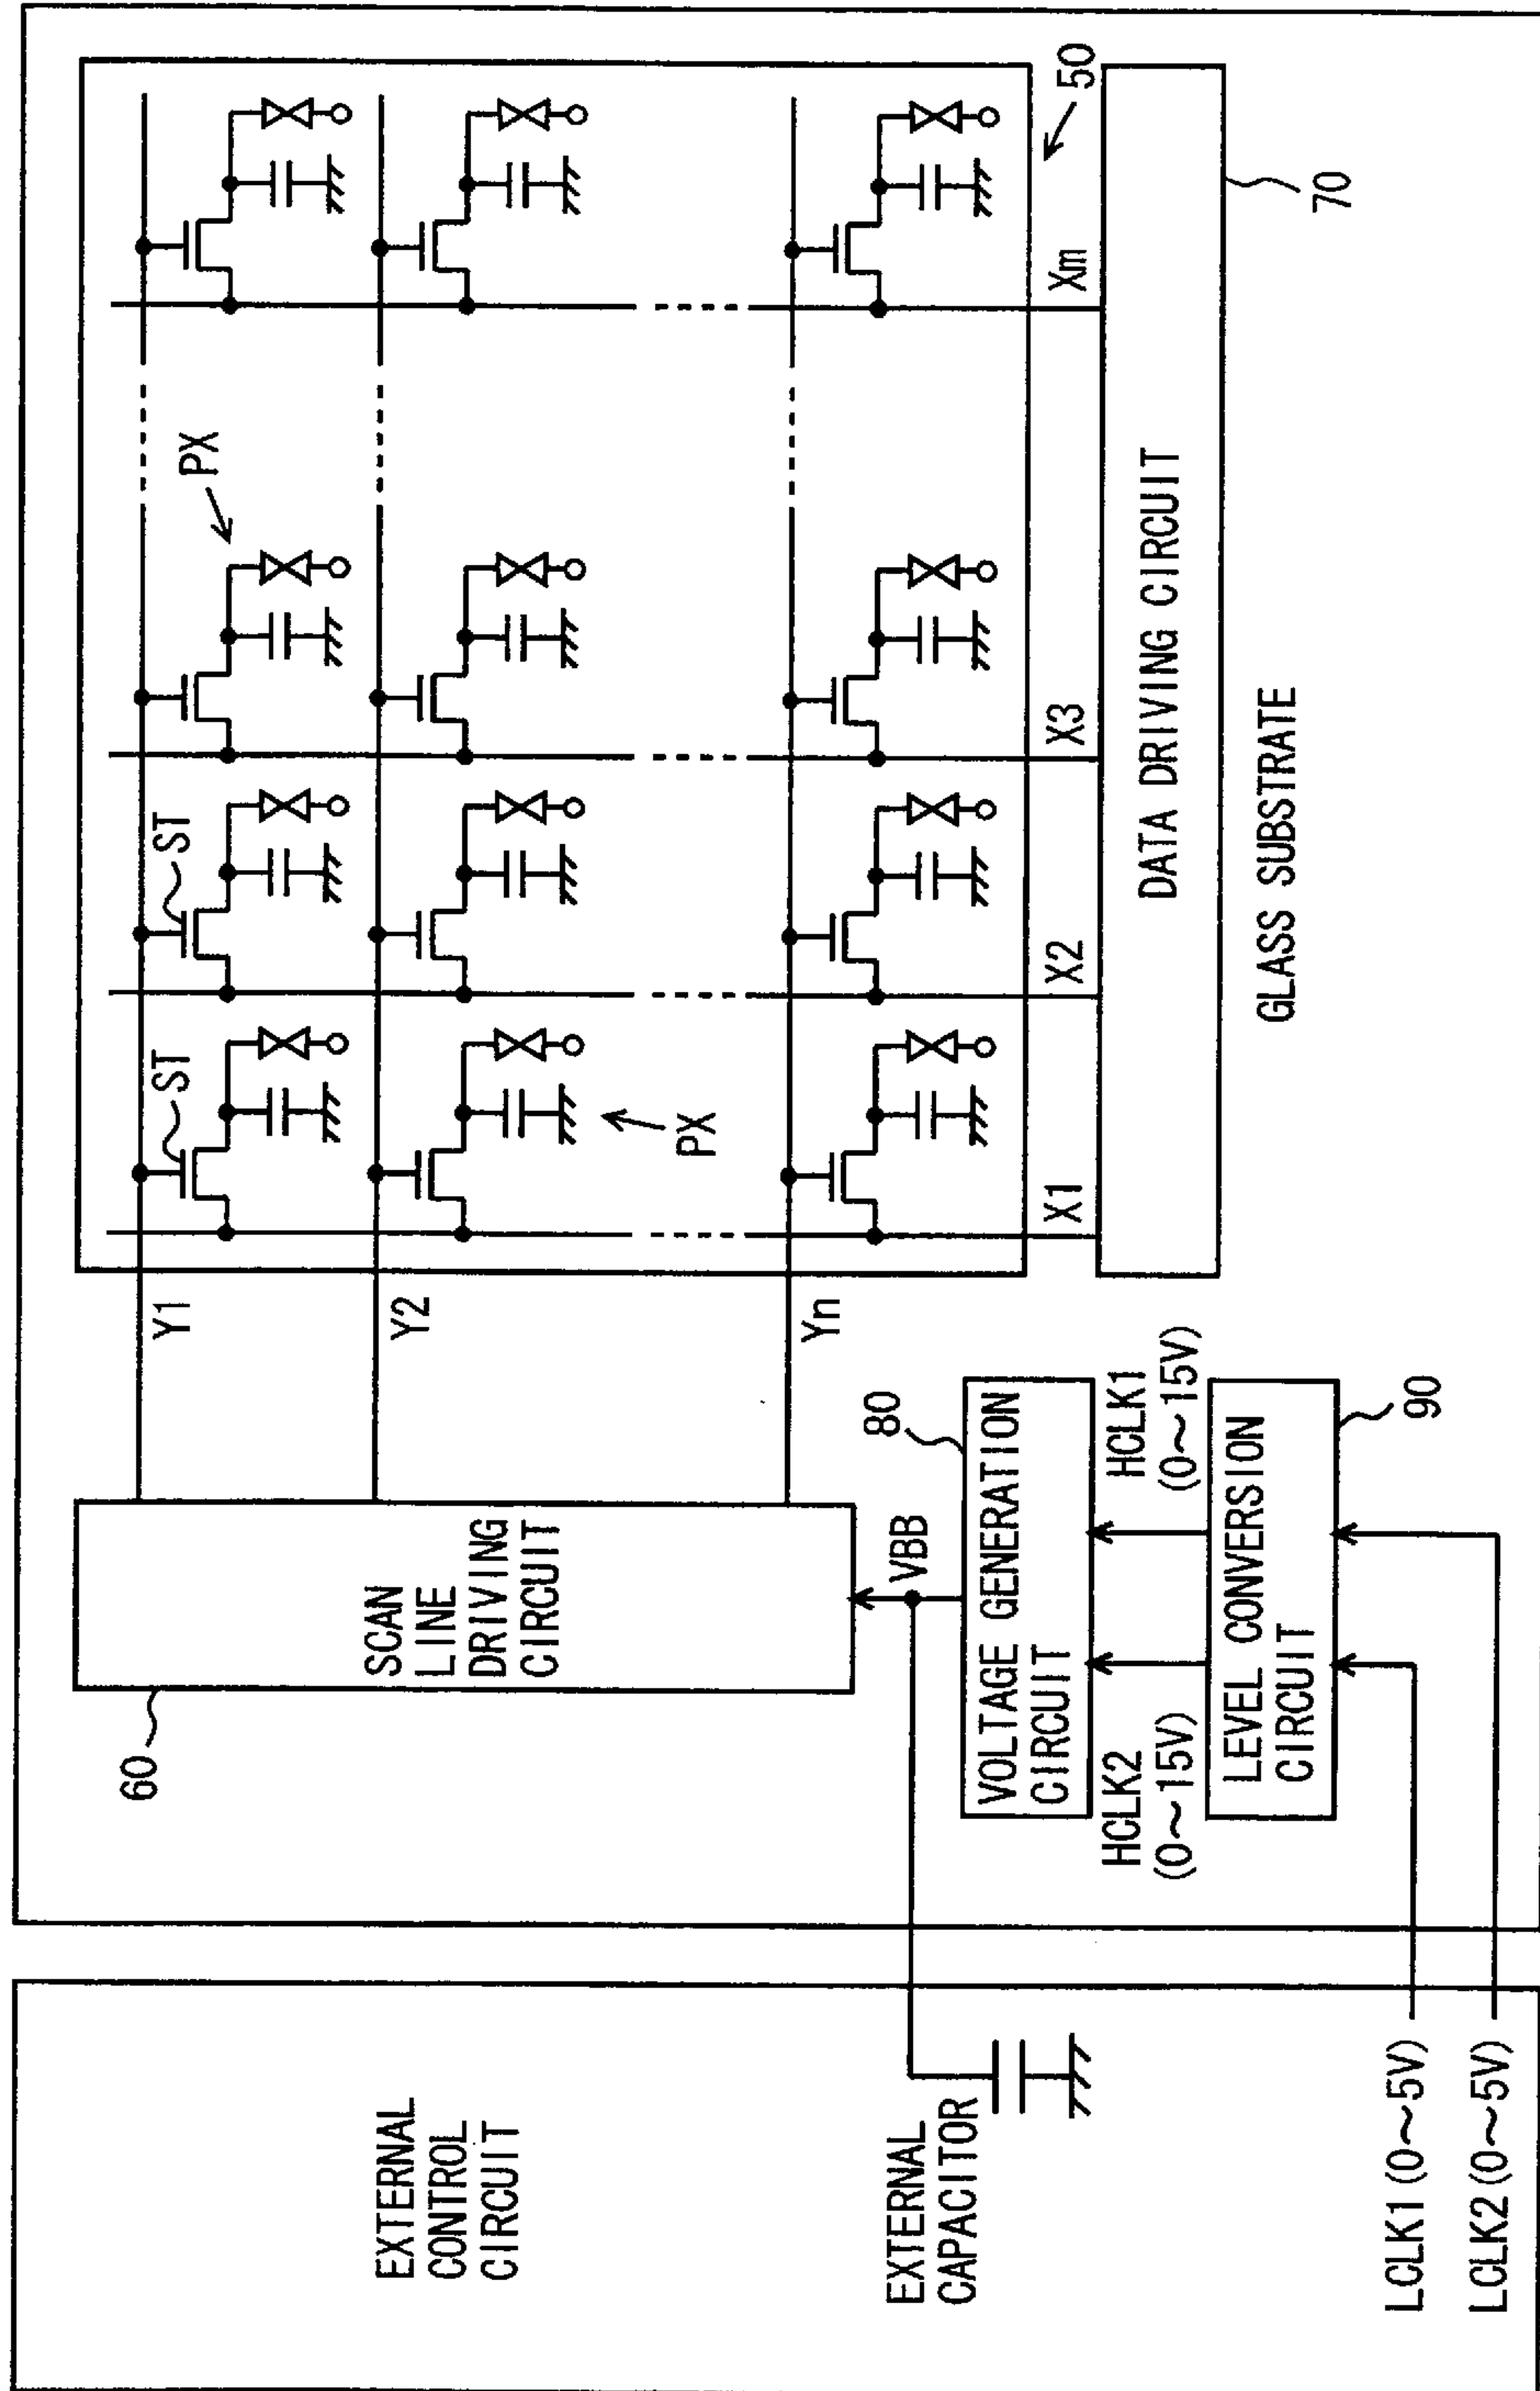 EXTERNAL
CONTROL
CIRCUIT
EXTERNAL
CAPACITOR
LCLK1 (0~5V)
LCLK2 (0~5V)
60
SCAN
LINE
DRIVING
CIRCUIT
VBB
80
VOLTAGE GENERATION
CIRCUIT
HCLK2
(0~15V)
HCLK1
(0~15V)
LEVEL CONVERSION
CIRCUIT
90
Y1
Y2
Yn
ST
ST
PX
PX
X1
X2
X3
Xm
50
DATA DRIVING CIRCUIT
70
GLASS SUBSTRATE